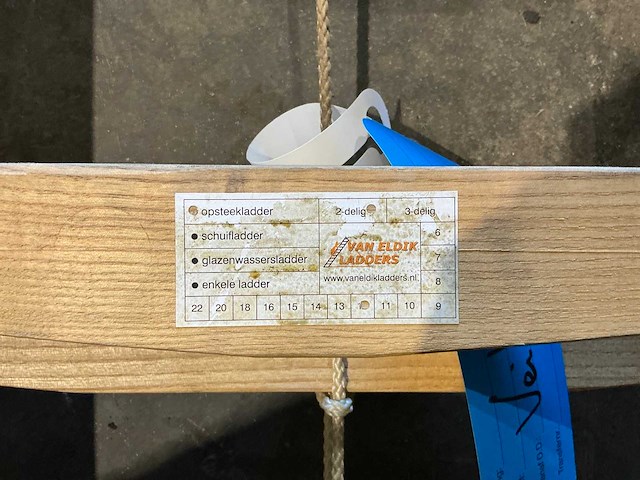 opsteekladder 2-delig 3-delig
schuifladder 6
glazenwassersladder 7
VAN ELDIK
LADDERS
www.vaneldikladders.nl
enkele ladder 8
22 20 18 16 15 14 13 11 10 9